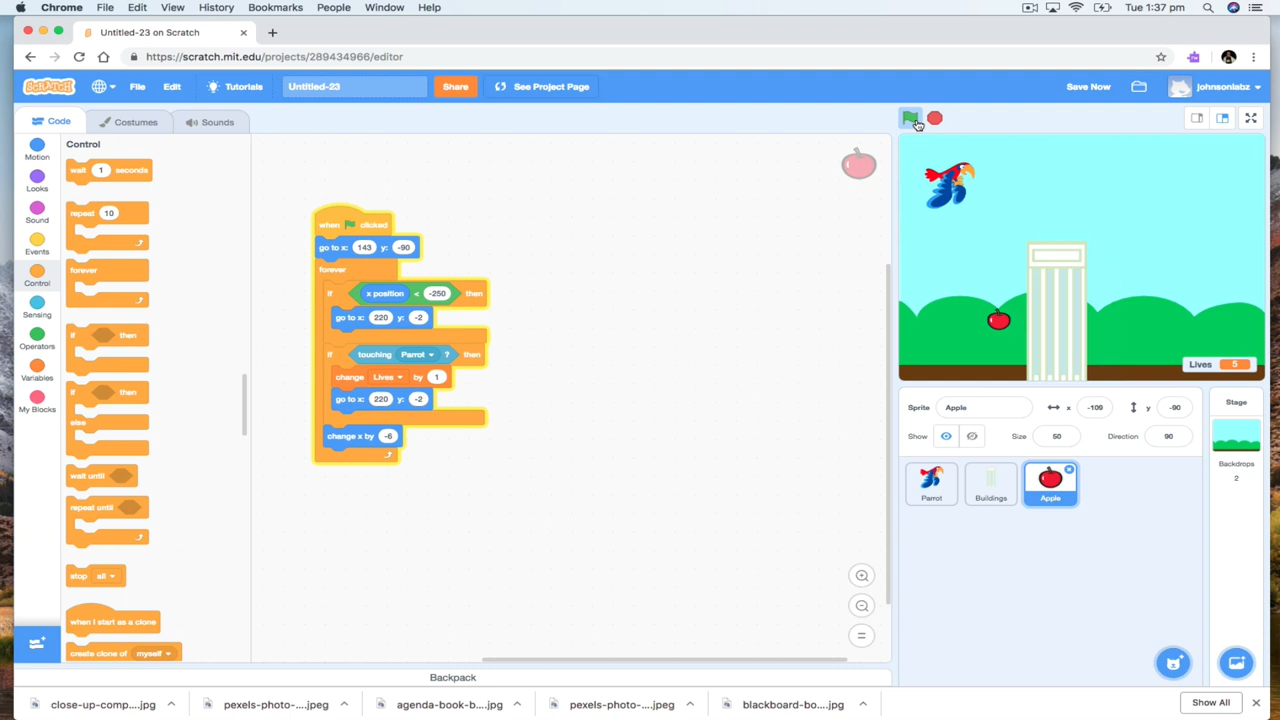 Chrome File Edit View History Bookmarks People Window Help Tue 1:37 pm
Untitled-23 on Scratch
https://scratch.mit.edu/projects/289434966/editor
SCRATCH File Edit Tutorials Untitled-23 Share See Project Page Save Now johnsonlabz
Code Costumes Sounds
Motion
Looks
Sound
Events
Control
Sensing
Operators
Variables
My Blocks
Control
wait 1 seconds
repeat 10
forever
if then
if then
else
wait until
repeat until
stop all
when I start as a clone
create clone of myself
when clicked
go to x: 143 y: -90
forever
if x position < -250 then
go to x: 220 y: -2
if touching Parrot ? then
change Lives by 1
go to x: 220 y: -2
change x by -6
Lives 5
Sprite Apple x -109 y -90
Show Size 50 Direction 90
Parrot Buildings Apple
Stage
Backdrops
2
Backpack
close-up-comp....jpg pexels-photo-....jpeg agenda-book-b....jpg pexels-photo-....jpeg blackboard-bo....jpg Show All